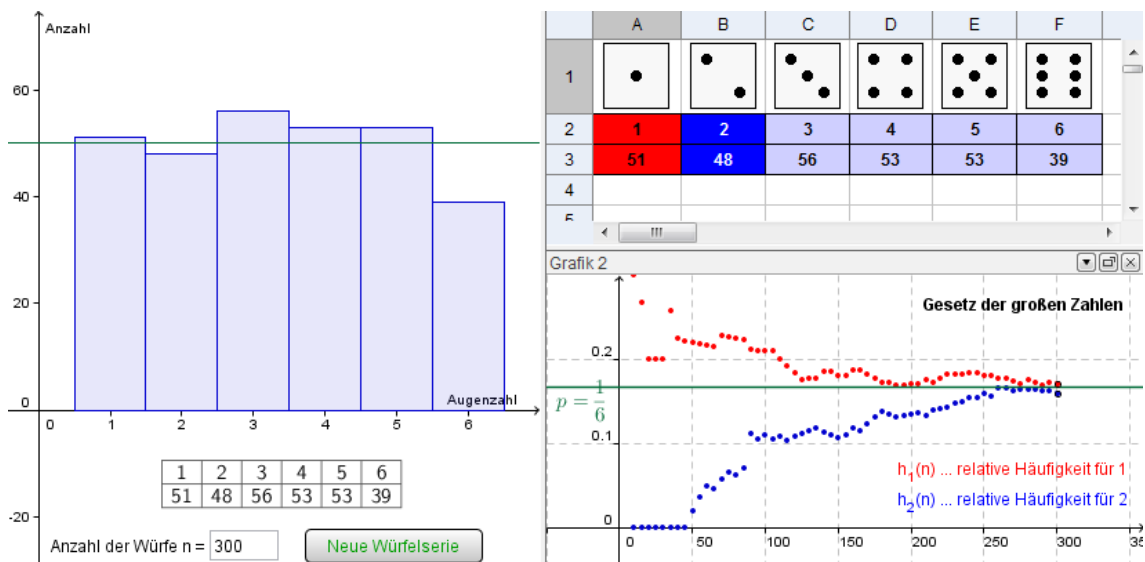 Anzahl
60
40
20
0
-20
0 1 2 3 4 5 6
Augenzahl
1 2 3 4 5 6
51 48 56 53 53 39
Anzahl der Würfe n = 300
Neue Würfelserie
A B C D E F
1
2 1 2 3 4 5 6
3 51 48 56 53 53 39
4
Grafik 2
Gesetz der großen Zahlen
0.2
p = 1/6
0.1
h1(n) ... relative Häufigkeit für 1
h2(n) ... relative Häufigkeit für 2
0
0 50 100 150 200 250 300